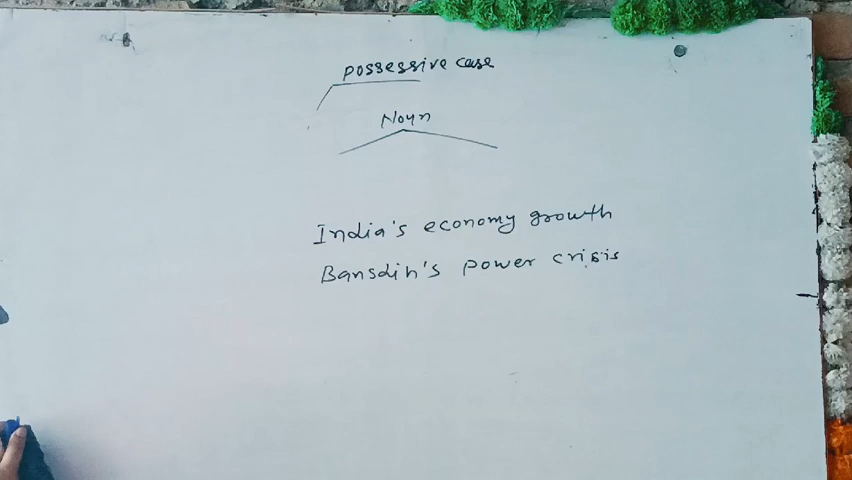 Possessive case
Noun
India's economy growth
Bansdih's power crisis